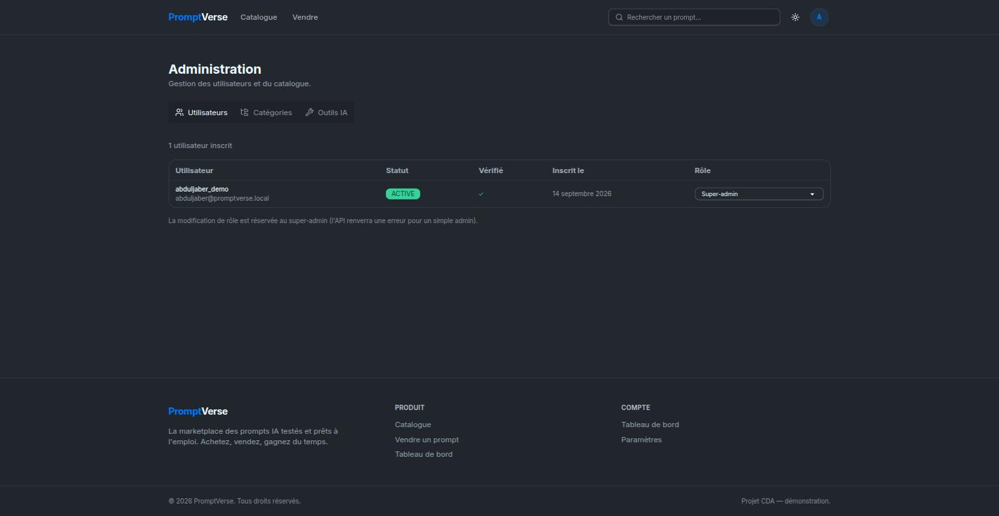 PromptVerse Catalogue Vendre Rechercher un prompt... A
Administration
Gestion des utilisateurs et du catalogue.
Utilisateurs Catégories Outils IA
1 utilisateur inscrit
Utilisateur Statut Vérifié Inscrit le Rôle
abduljaber_demo
abduljaber@promptverse.local ACTIVE ✓ 14 septembre 2026 Super-admin
La modification de rôle est réservée au super-admin (l'API renverra une erreur pour un simple admin).
PromptVerse
La marketplace des prompts IA testés et prêts à
l'emploi. Achetez, vendez, gagnez du temps.
PRODUIT
Catalogue
Vendre un prompt
Tableau de bord
COMPTE
Tableau de bord
Paramètres
© 2026 PromptVerse. Tous droits réservés. Projet CDA — démonstration.